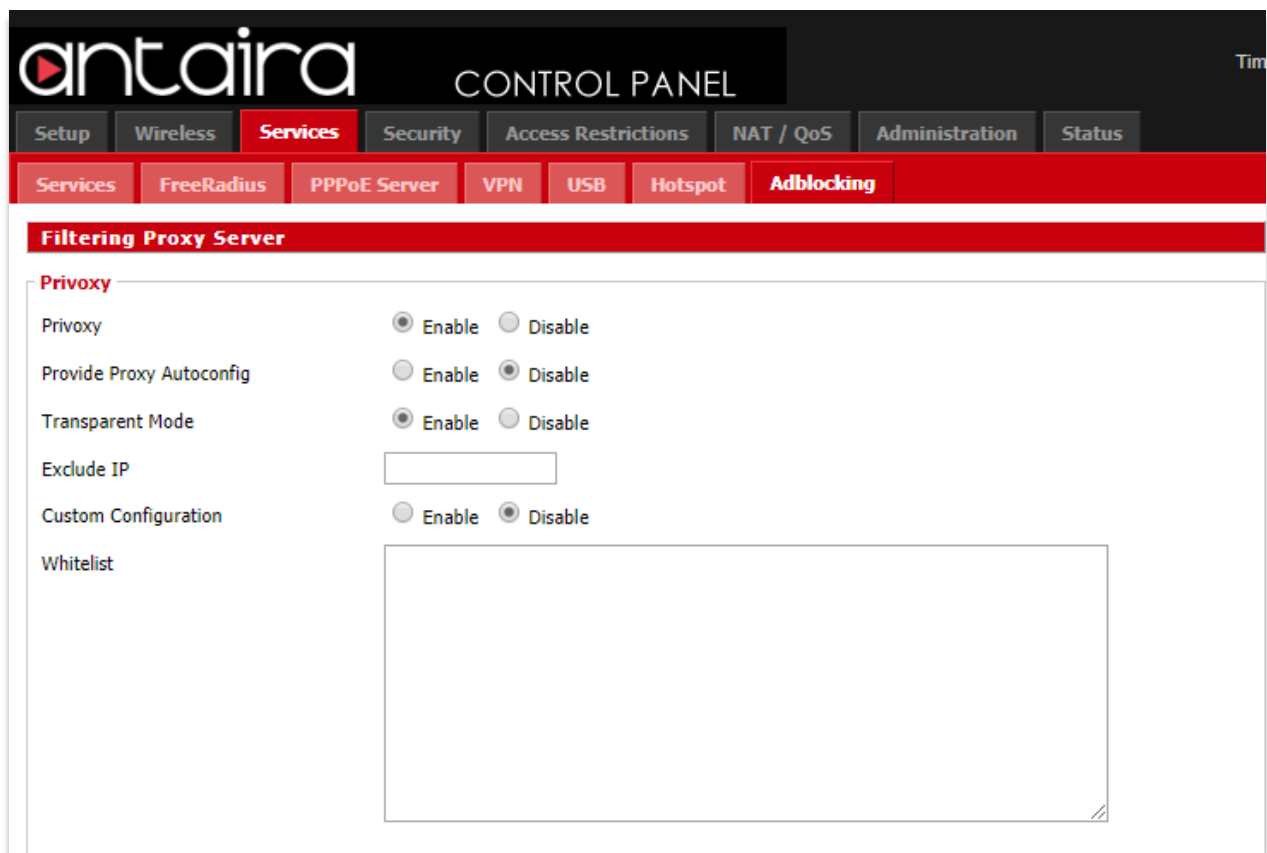 antaira CONTROL PANEL
Tim
Setup Wireless Services Security Access Restrictions NAT / QoS Administration Status
Services FreeRadius PPPoE Server VPN USB Hotspot Adblocking
Filtering Proxy Server
Privoxy
Privoxy Enable Disable
Provide Proxy Autoconfig Enable Disable
Transparent Mode Enable Disable
Exclude IP
Custom Configuration Enable Disable
Whitelist